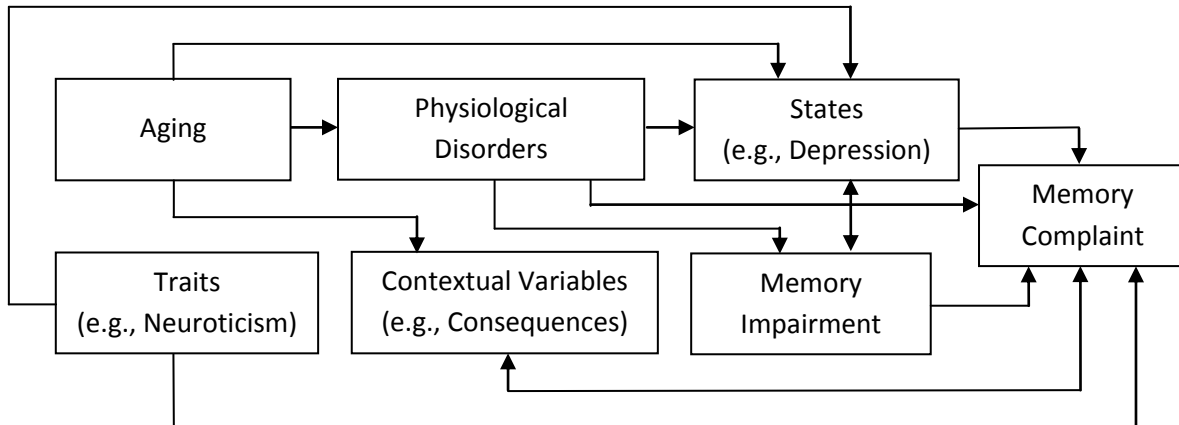 Aging
Physiological
Disorders
States
(e.g., Depression)
Memory
Complaint
Traits
(e.g., Neuroticism)
Contextual Variables
(e.g., Consequences)
Memory
Impairment